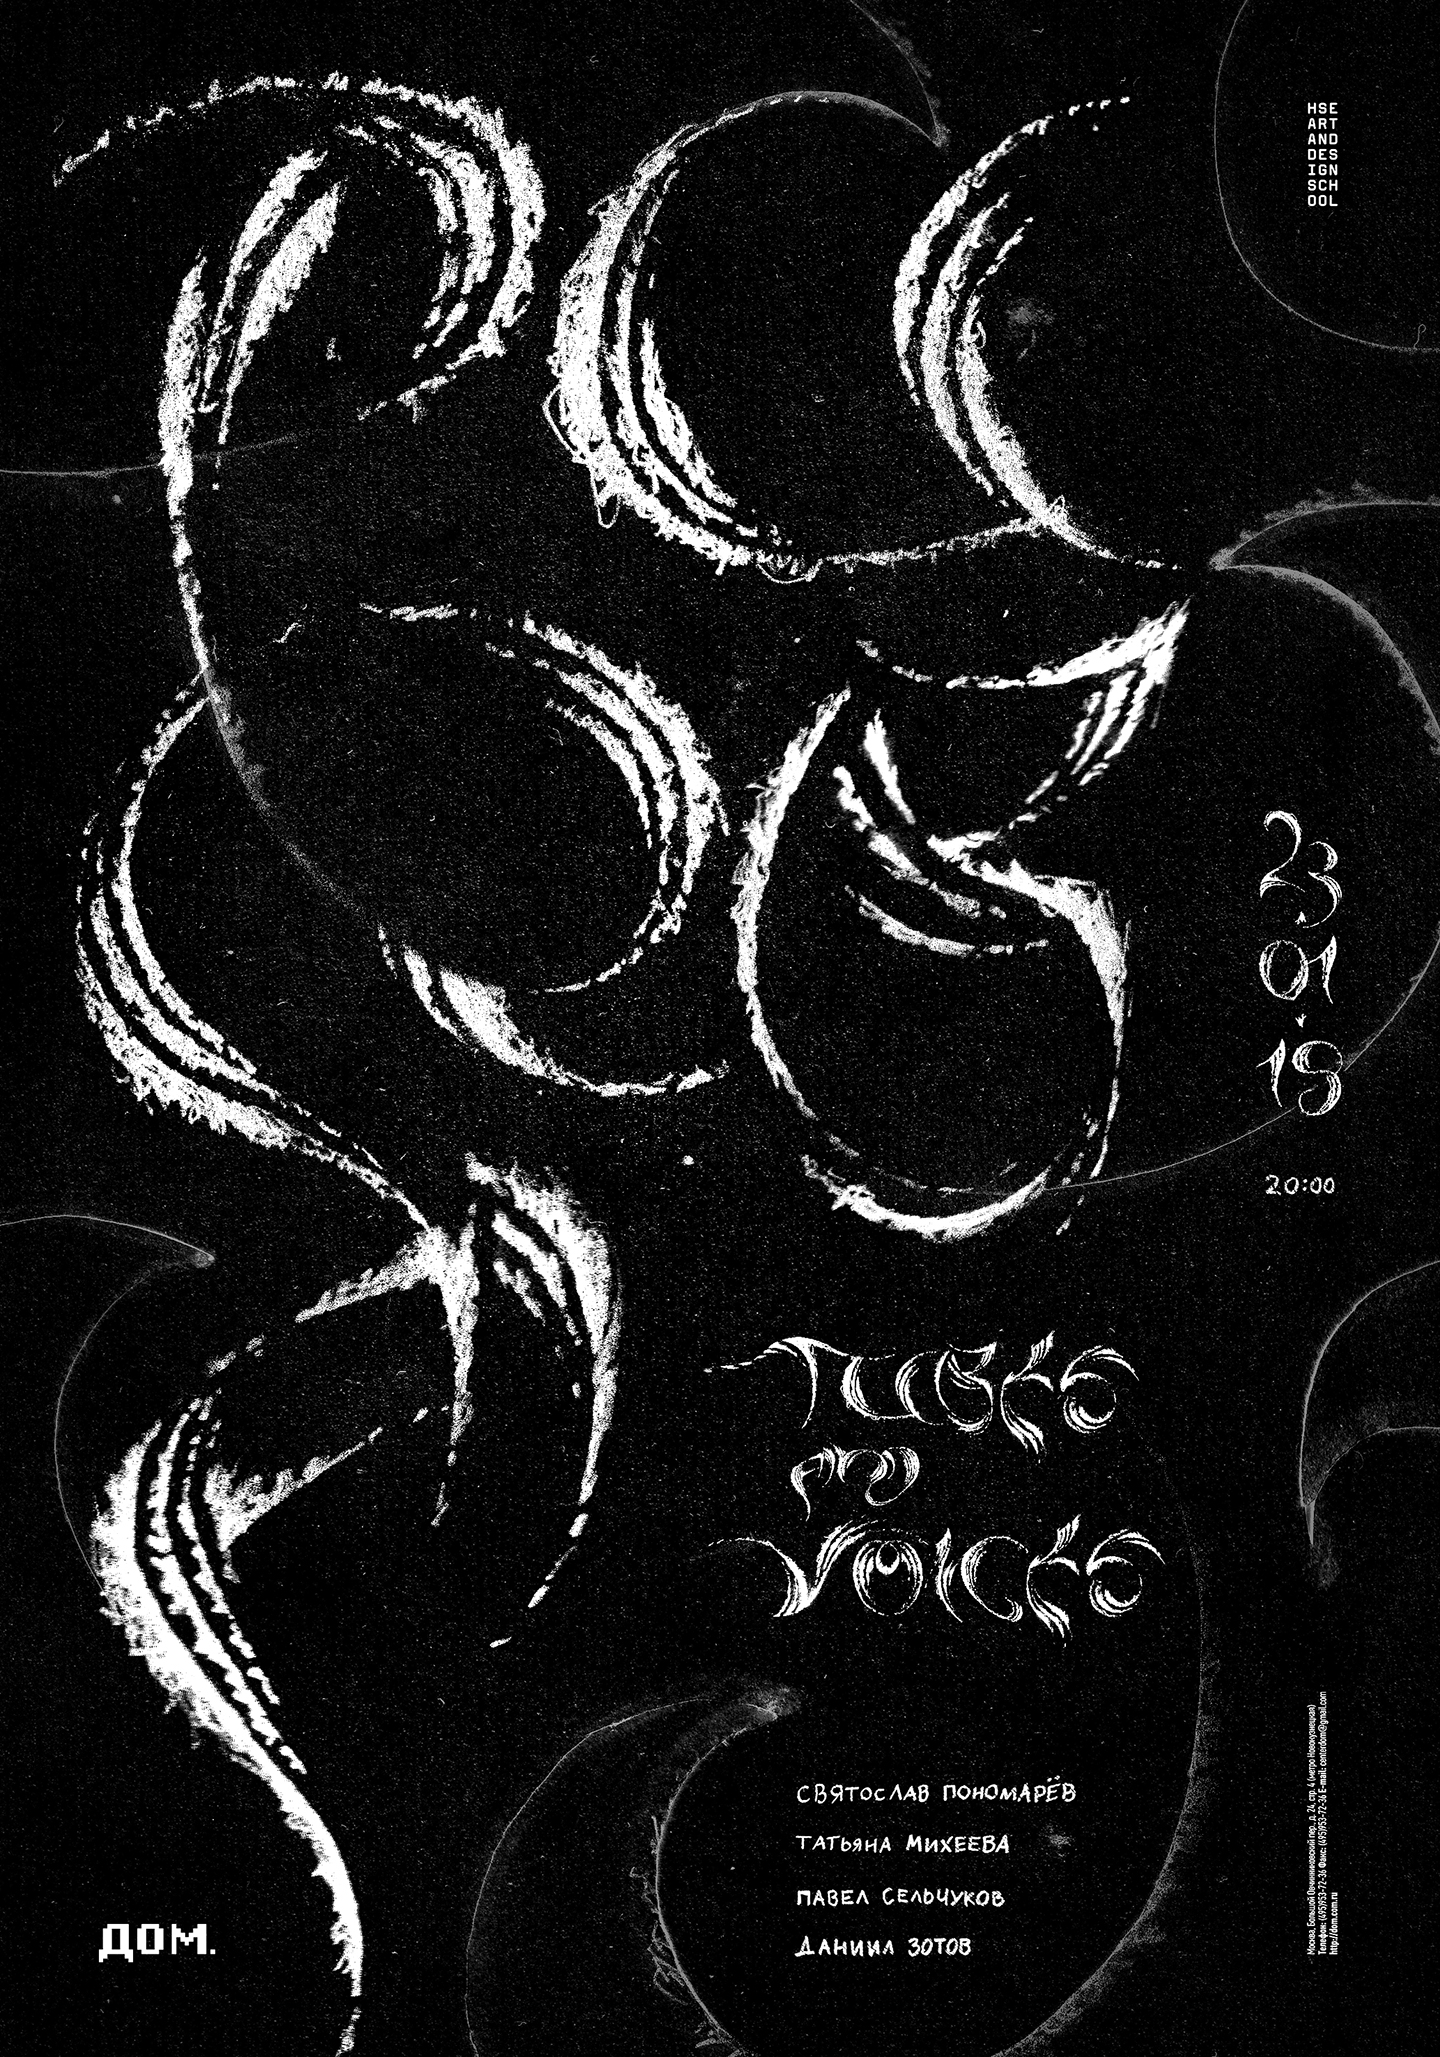 HSE
ART
AND
DES
IGN
SCH
OOL
23
01
19
20:00
TUBES
AND
VOICES
СВЯТОСЛАВ ПОНОМАРЁВ
ТАТЬЯНА МИХЕЕВА
ПАВЕЛ СЕЛЬЧУКОВ
ДАНИИЛ ЗОТОВ
ДОМ.
Москва, Большой Овчинниковский пер., д. 24, стр. 4 (метро Новокузнецкая)
Телефон: (495)953-72-36 Факс: (495)953-72-36 E-mail: centerdom@gmail.com
http://dom.com.ru